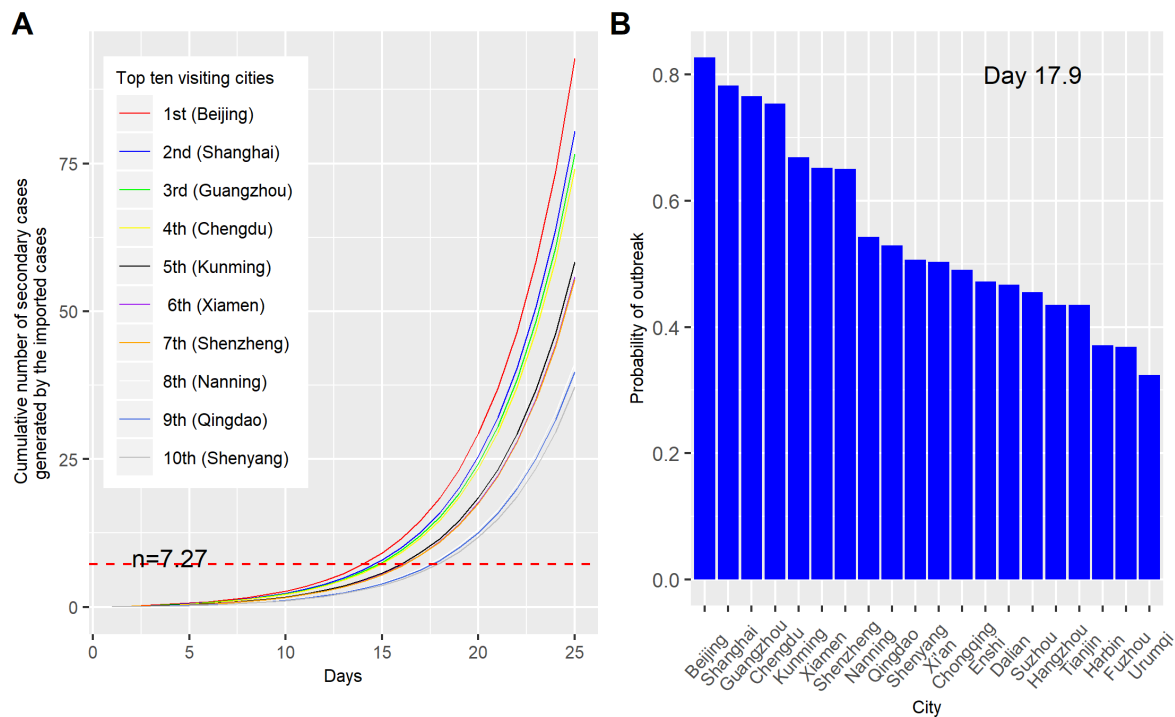 A
Cumulative number of secondary cases
generated by the imported cases
75
50
25
0
Top ten visiting cities
1st (Beijing)
2nd (Shanghai)
3rd (Guangzhou)
4th (Chengdu)
5th (Kunming)
6th (Xiamen)
7th (Shenzheng)
8th (Nanning)
9th (Qingdao)
10th (Shenyang)
n=7.27
0 5 10 15 20 25
Days
B
Probability of outbreak
0.8
0.6
0.4
0.2
0.0
Day 17.9
Beijing
Shanghai
Guangzhou
Chengdu
Kunming
Xiamen
Shenzheng
Nanning
Qingdao
Shenyang
Xi'an
Chongqing
Enshi
Dalian
Suzhou
Hangzhou
Tianjin
Harbin
Fuzhou
Urumqi
City